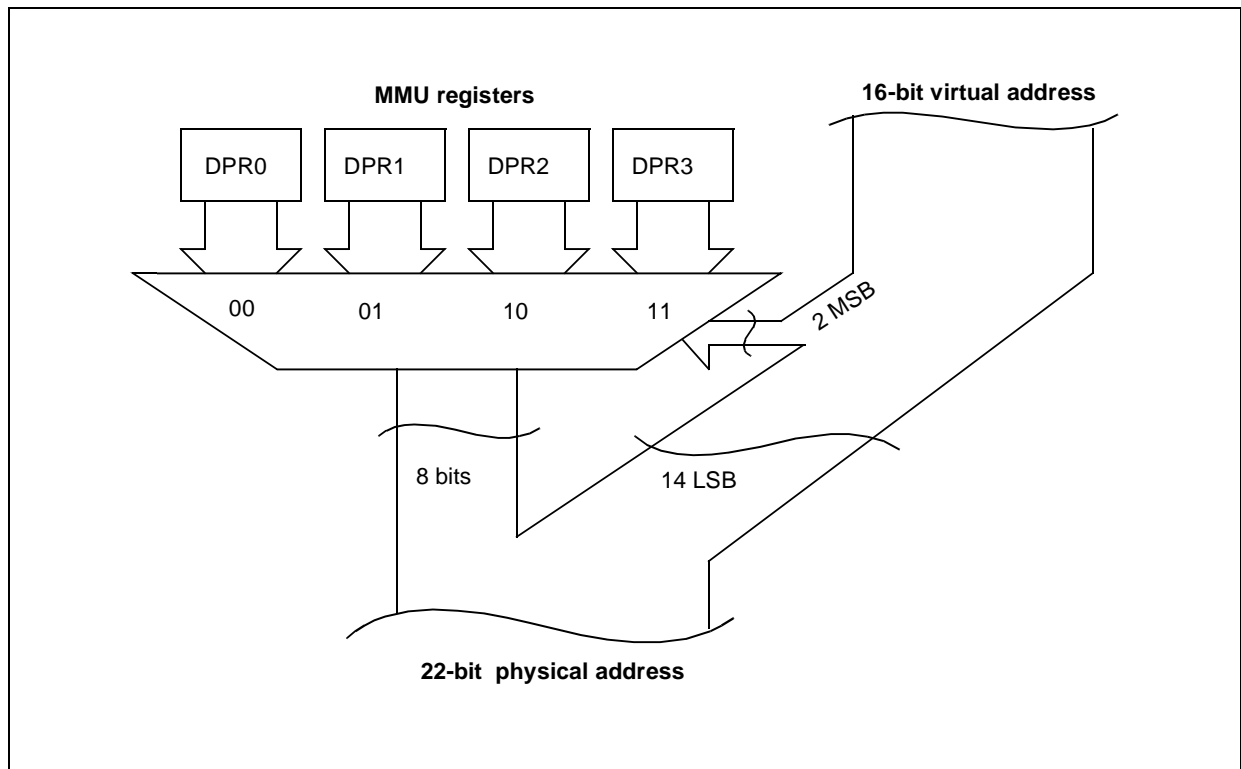 MMU registers
16-bit virtual address
DPR0 DPR1 DPR2 DPR3
00 01 10 11
2 MSB
8 bits
14 LSB
22-bit physical address